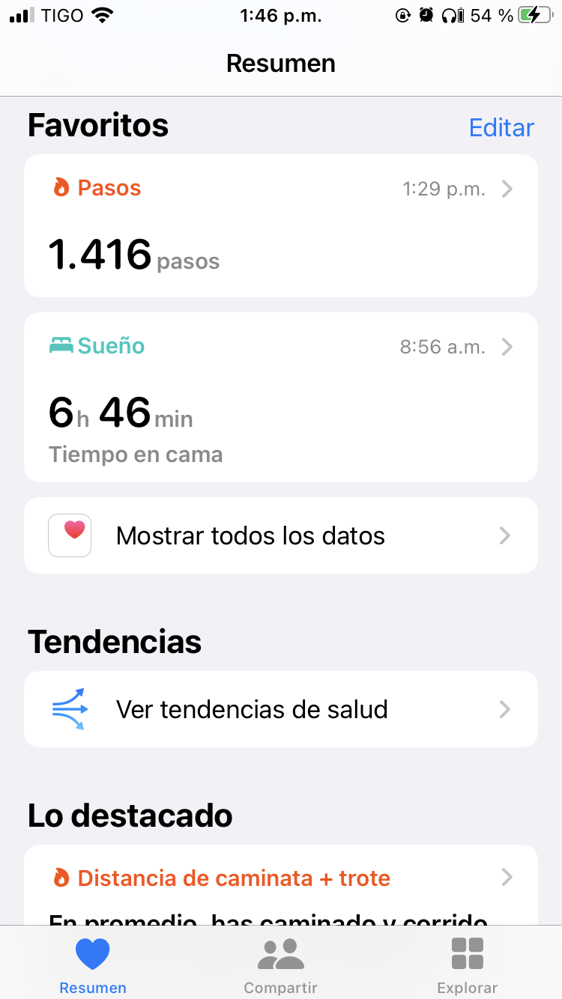 TIGO 1:46 p.m. 54 %
Resumen
Favoritos Editar
Pasos 1:29 p.m.
1.416 pasos
Sueño 8:56 a.m.
6 h 46 min
Tiempo en cama
Mostrar todos los datos
Tendencias
Ver tendencias de salud
Lo destacado
Distancia de caminata + trote
En promedio, has caminado y corrido
Resumen Compartir Explorar